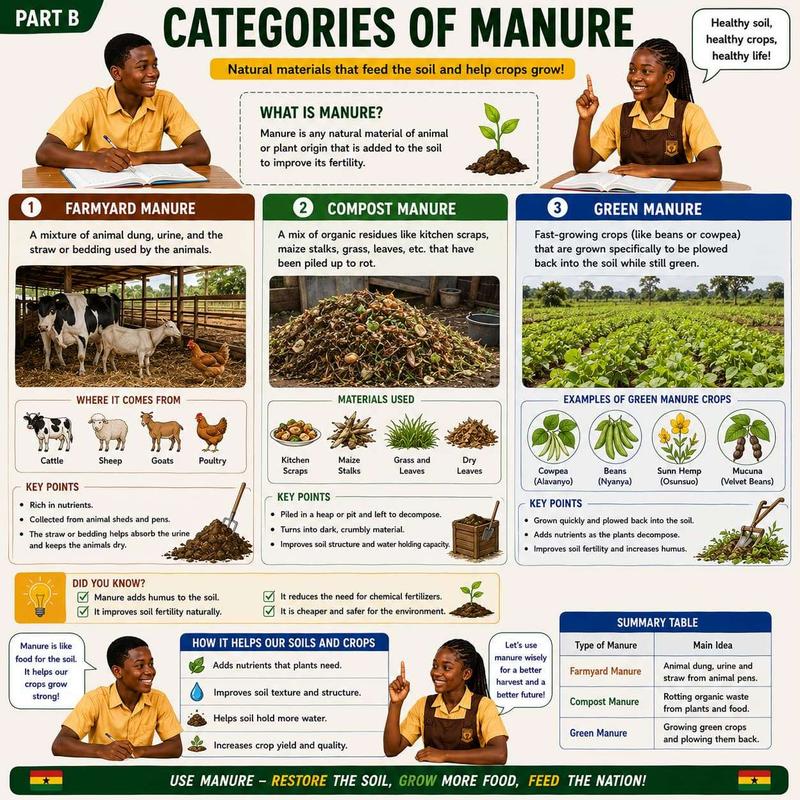 PART B
CATEGORIES OF MANURE
Natural materials that feed the soil and help crops grow!
Healthy soil,
healthy crops,
healthy life!
WHAT IS MANURE?
Manure is any natural material of animal
or plant origin that is added to the soil
to improve its fertility.
1 FARMYARD MANURE
A mixture of animal dung, urine, and the
straw or bedding used by the animals.
WHERE IT COMES FROM
Cattle
Sheep
Goats
Poultry
KEY POINTS
• Rich in nutrients.
• Collected from animal sheds and pens.
• The straw or bedding helps absorb the urine
and keeps the animals dry.
2 COMPOST MANURE
A mix of organic residues like kitchen scraps,
maize stalks, grass, leaves, etc. that have
been piled up to rot.
MATERIALS USED
Kitchen
Scraps
Maize
Stalks
Grass and
Leaves
Dry
Leaves
KEY POINTS
• Piled in a heap or pit and left to decompose.
• Turns into dark, crumbly material.
• Improves soil structure and water holding capacity.
3 GREEN MANURE
Fast-growing crops (like beans or cowpea)
that are grown specifically to be plowed
back into the soil while still green.
EXAMPLES OF GREEN MANURE CROPS
Cowpea
(Alavanyo)
Beans
(Nyanya)
Sunn Hemp
(Osunsuo)
Mucuna
(Velvet Beans)
KEY POINTS
• Grown quickly and plowed back into the soil.
• Adds nutrients as the plants decompose.
• Improves soil fertility and increases humus.
DID YOU KNOW?
Manure adds humus to the soil.
It improves soil fertility naturally.
It reduces the need for chemical fertilizers.
It is cheaper and safer for the environment.
Manure is like
food for the soil.
It helps our
crops grow
strong!
HOW IT HELPS OUR SOILS AND CROPS
Adds nutrients that plants need.
Improves soil texture and structure.
Helps soil hold more water.
Increases crop yield and quality.
Let's use
manure wisely
for a better
harvest and a
better future!
SUMMARY TABLE
Type of Manure Main Idea
Farmyard Manure Animal dung, urine and
straw from animal pens.
Compost Manure Rotting organic waste
from plants and food.
Green Manure Growing green crops
and plowing them back.
USE MANURE – RESTORE THE SOIL, GROW MORE FOOD, FEED THE NATION!